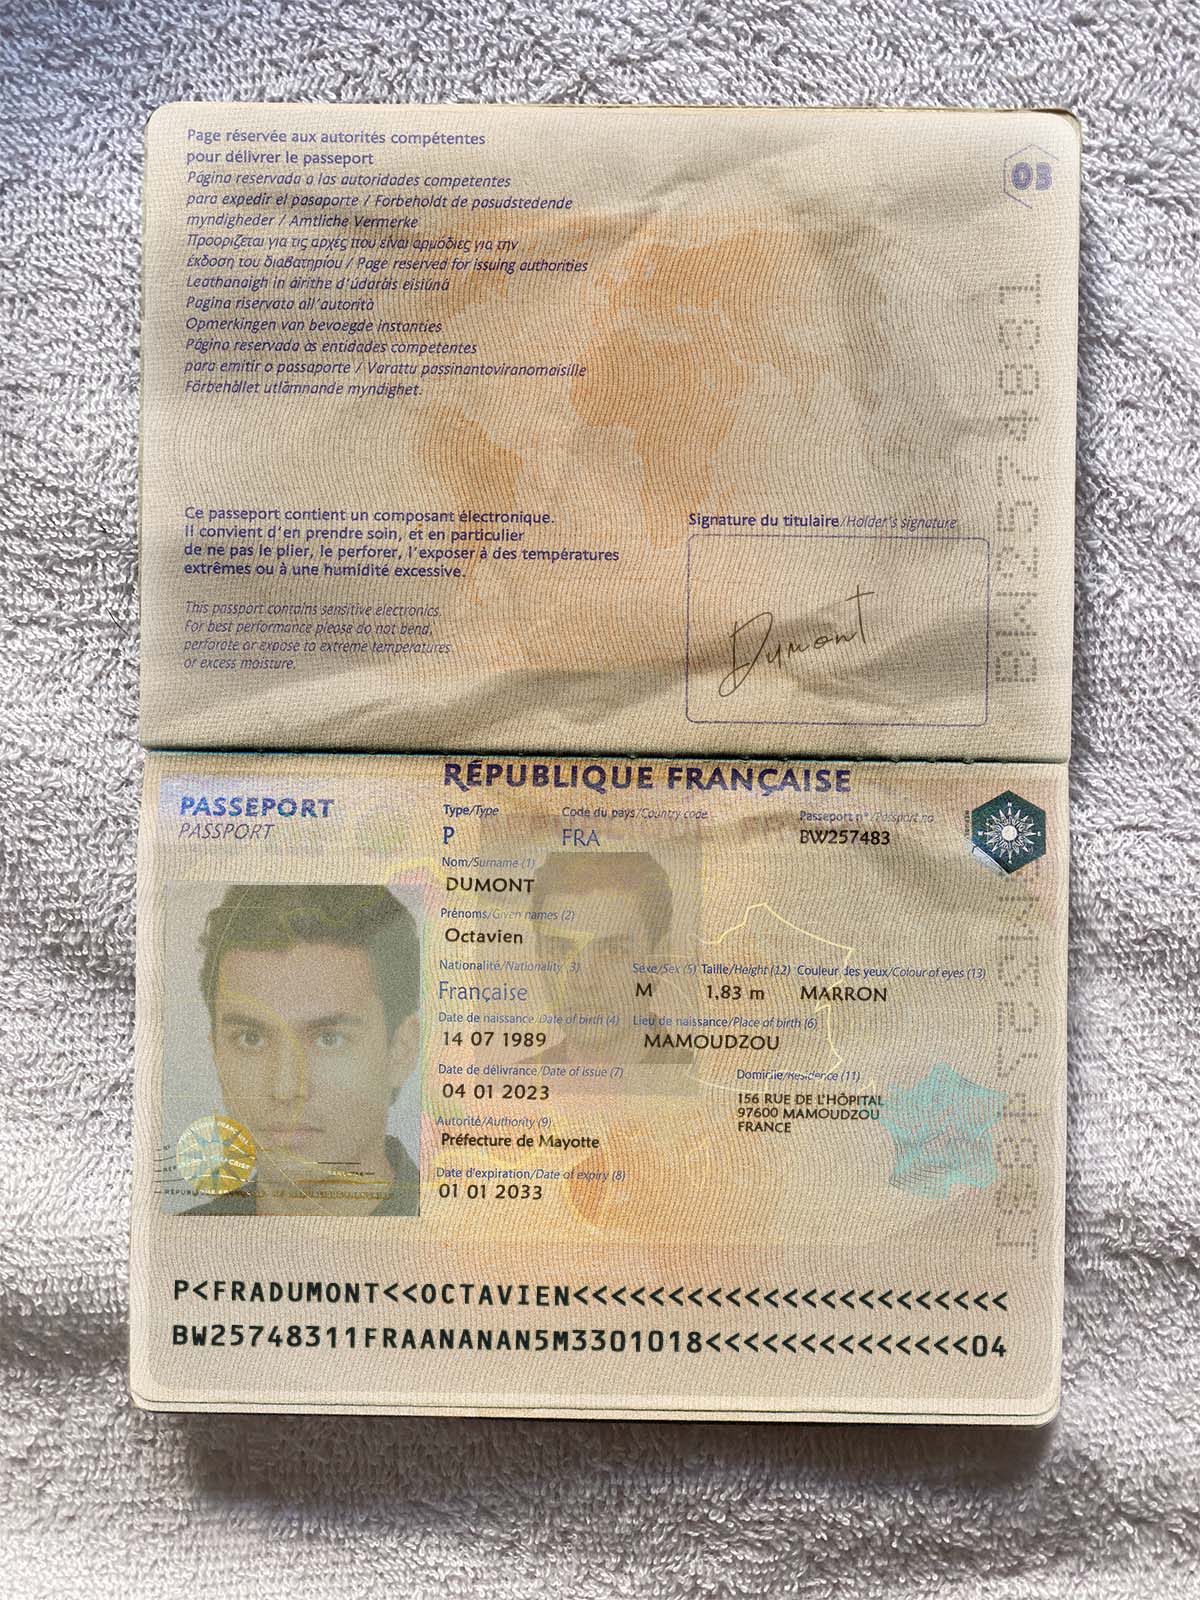 Page réservée aux autorités compétentes
pour délivrer le passeport
Página reservada a las autoridades competentes
para expedir el pasaporte / Forbeholdt de pasudstedende
myndigheder / Amtliche Vermerke
Προορίζεται για τις αρχές που είναι αρμόδιες για την
έκδοση του διαβατηρίου / Page reserved for issuing authorities
Leathanaigh in áirithe d'údaráis eisiúna
Pagina riservata all'autorità
Opmerkingen van bevoegde instanties
Página reservada às entidades competentes
para emitir o passaporte / Varattu passinantoviranomaisille
Förbehållet utlämnande myndighet.
03
Ce passeport contient un composant électronique.
Il convient d'en prendre soin, et en particulier
de ne pas le plier, le perforer, l'exposer à des températures
extrêmes ou à une humidité excessive.
This passport contains sensitive electronics.
For best performance please do not bend,
perforate or expose to extreme temperatures
or excess moisture.
Signature du titulaire/Holder's signature
Dumont
RÉPUBLIQUE FRANÇAISE
PASSEPORT
PASSPORT
Type/Type Code du pays/Country code Passeport n°/Passport no
P FRA BW257483
Nom/Surname (1)
DUMONT
Prénoms/Given names (2)
Octavien
Nationalité/Nationality (3) Sexe/Sex (5) Taille/Height (12) Couleur des yeux/Colour of eyes (13)
Française M 1,83 m MARRON
Date de naissance/Date of birth (4) Lieu de naissance/Place of birth (6)
14 07 1989 MAMOUDZOU
Date de délivrance/Date of issue (7) Domicile/Residence (11)
04 01 2023 156 RUE DE L'HÔPITAL
97600 MAMOUDZOU
FRANCE
Autorité/Authority (9)
Préfecture de Mayotte
Date d'expiration/Date of expiry (8)
01 01 2033
P<FRADUMONT<<OCTAVIEN<<<<<<<<<<<<<<<<<<<<<<<
BW25748311FRAANANAN5M3301018<<<<<<<<<<<<<<04